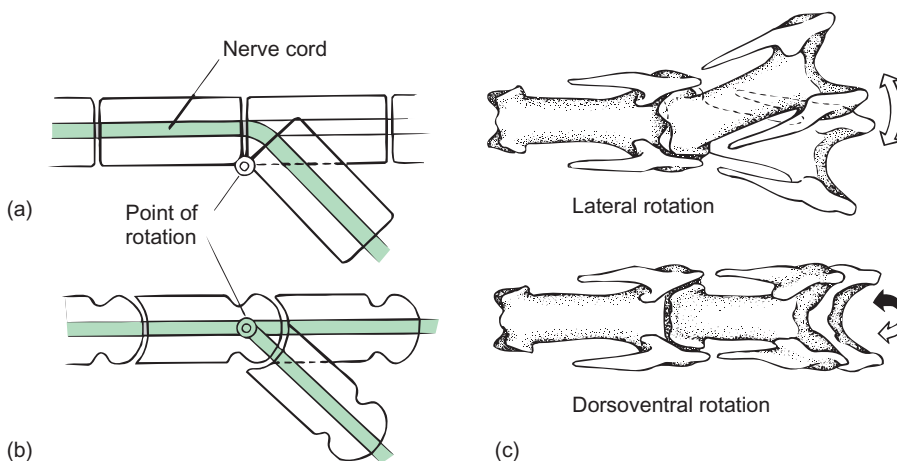 Nerve cord
(a)
Point of
rotation
(b)
Lateral rotation
Dorsoventral rotation
(c)